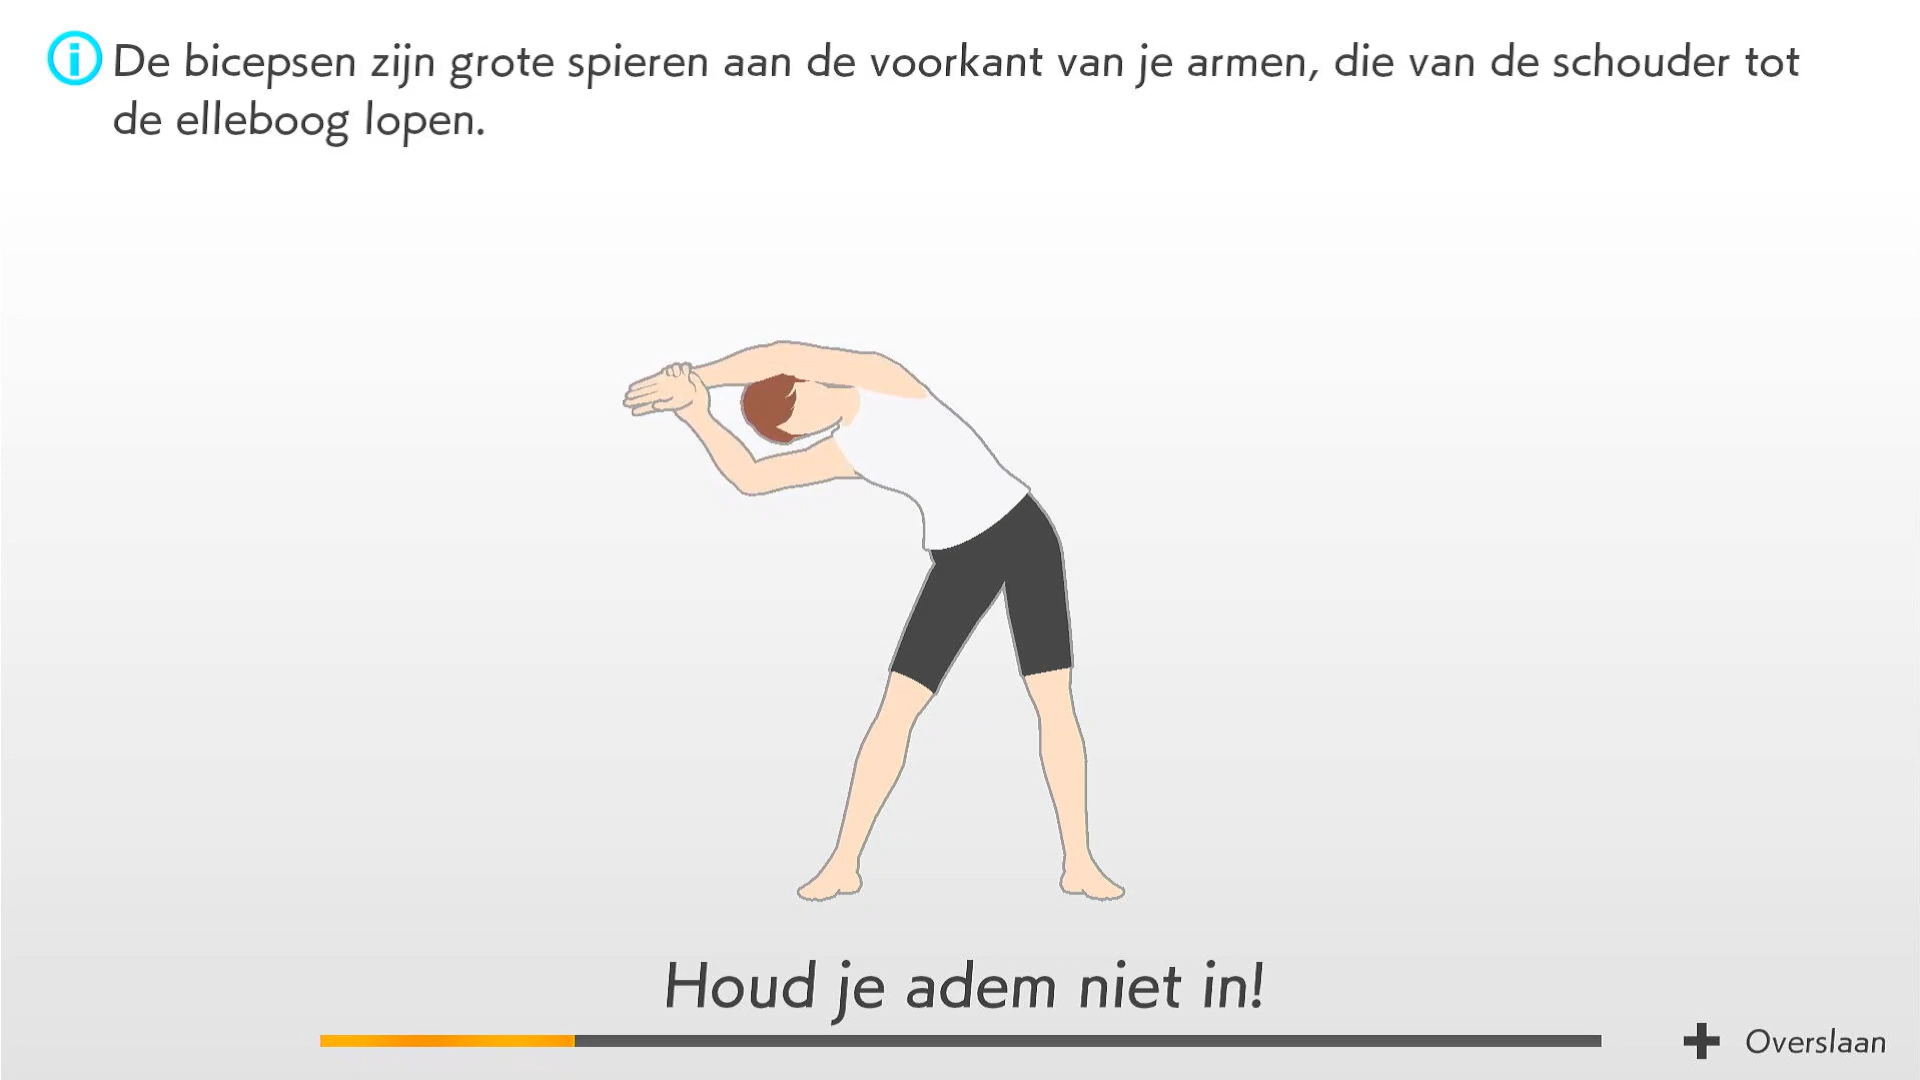 De bicepsen zijn grote spieren aan de voorkant van je armen, die van de schouder tot
de elleboog lopen.
Houd je adem niet in!
Overslaan